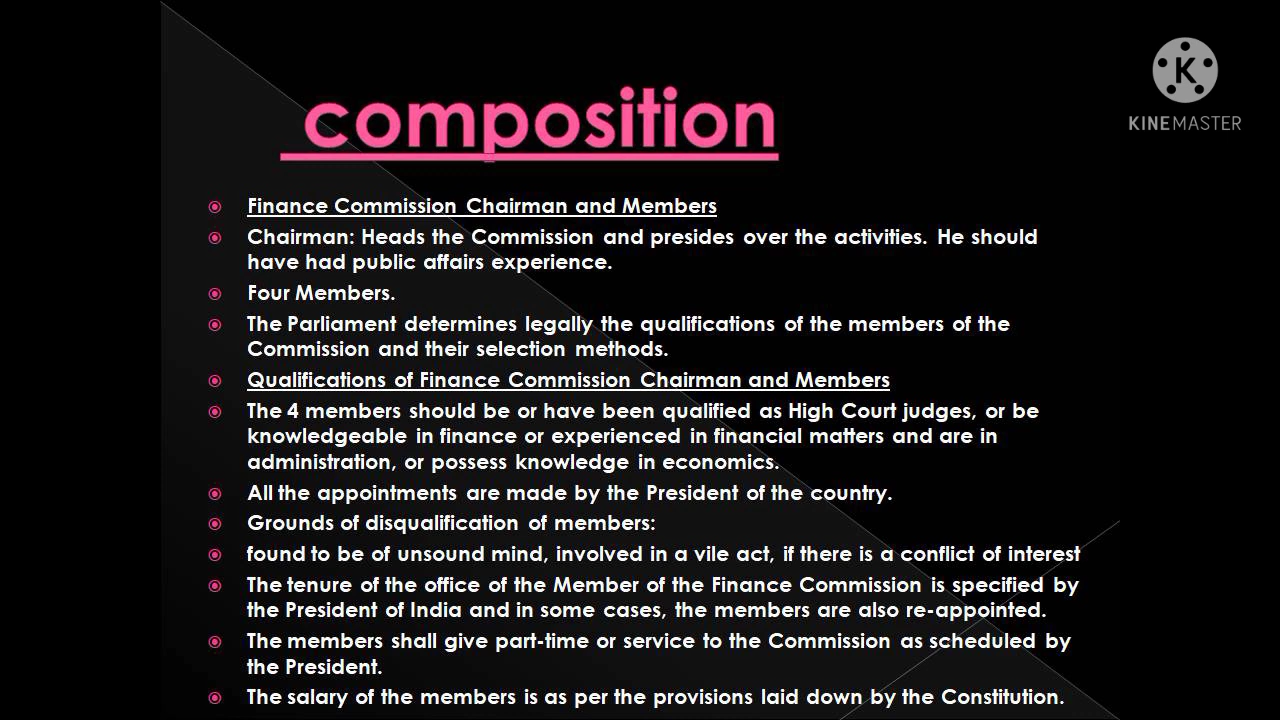 composition
K
KINEMASTER
Finance Commission Chairman and Members
Chairman: Heads the Commission and presides over the activities. He should
have had public affairs experience.
Four Members.
The Parliament determines legally the qualifications of the members of the
Commission and their selection methods.
Qualifications of Finance Commission Chairman and Members
The 4 members should be or have been qualified as High Court judges, or be
knowledgeable in finance or experienced in financial matters and are in
administration, or possess knowledge in economics.
All the appointments are made by the President of the country.
Grounds of disqualification of members:
found to be of unsound mind, involved in a vile act, if there is a conflict of interest
The tenure of the office of the Member of the Finance Commission is specified by
the President of India and in some cases, the members are also re-appointed.
The members shall give part-time or service to the Commission as scheduled by
the President.
The salary of the members is as per the provisions laid down by the Constitution.